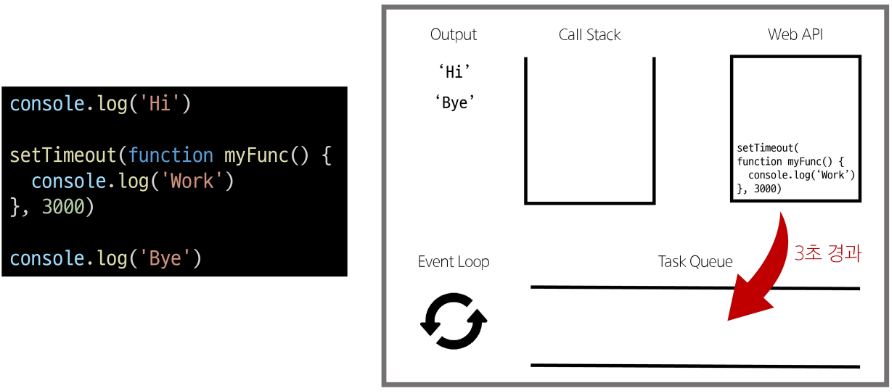 console.log('Hi')
setTimeout(function myFunc() {
  console.log('Work')
}, 3000)
console.log('Bye')
Output
Call Stack
Web API
‘Hi’
‘Bye’
setTimeout(
function myFunc() {
  console.log(‘Work’)
}, 3000)
3초 경과
Event Loop
Task Queue